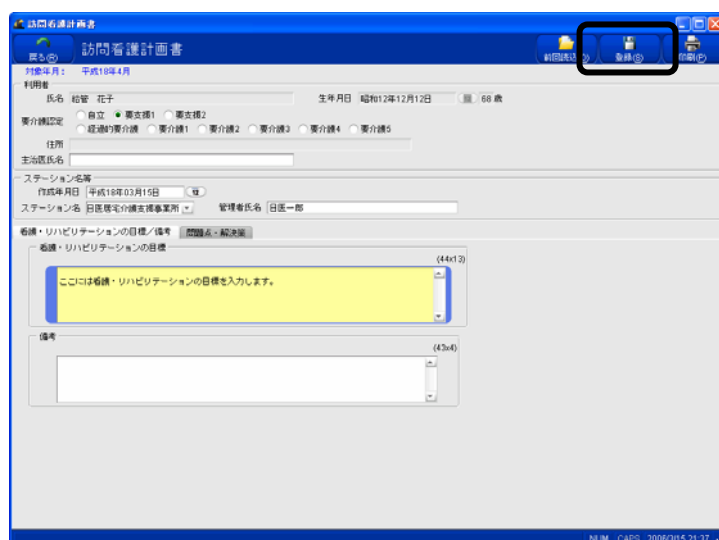 訪問看護計画書
戻る(R) 訪問看護計画書 前回読込 登録(S) 印刷(P)
対象年月： 平成18年4月
利用者
氏名 給管 花子 生年月日 昭和12年12月12日 68 歳
要介護認定 自立 要支援1 要支援2
経過的要介護 要介護1 要介護2 要介護3 要介護4 要介護5
住所
主治医氏名
ステーション名等
作成年月日 平成18年03月15日
ステーション名 日医居宅介護支援事業所 管理者氏名 日医一郎
看護・リハビリテーションの目標／備考 問題点・解決策
看護・リハビリテーションの目標
(44x13)
ここには看護・リハビリテーションの目標を入力します。
備考
(43x4)
NUM CAPS 2006/3/15 21:37